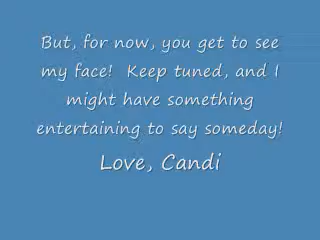 But, for now, you get to see
my face!  Keep tuned, and I
might have something
entertaining to say someday!
Love, Candi